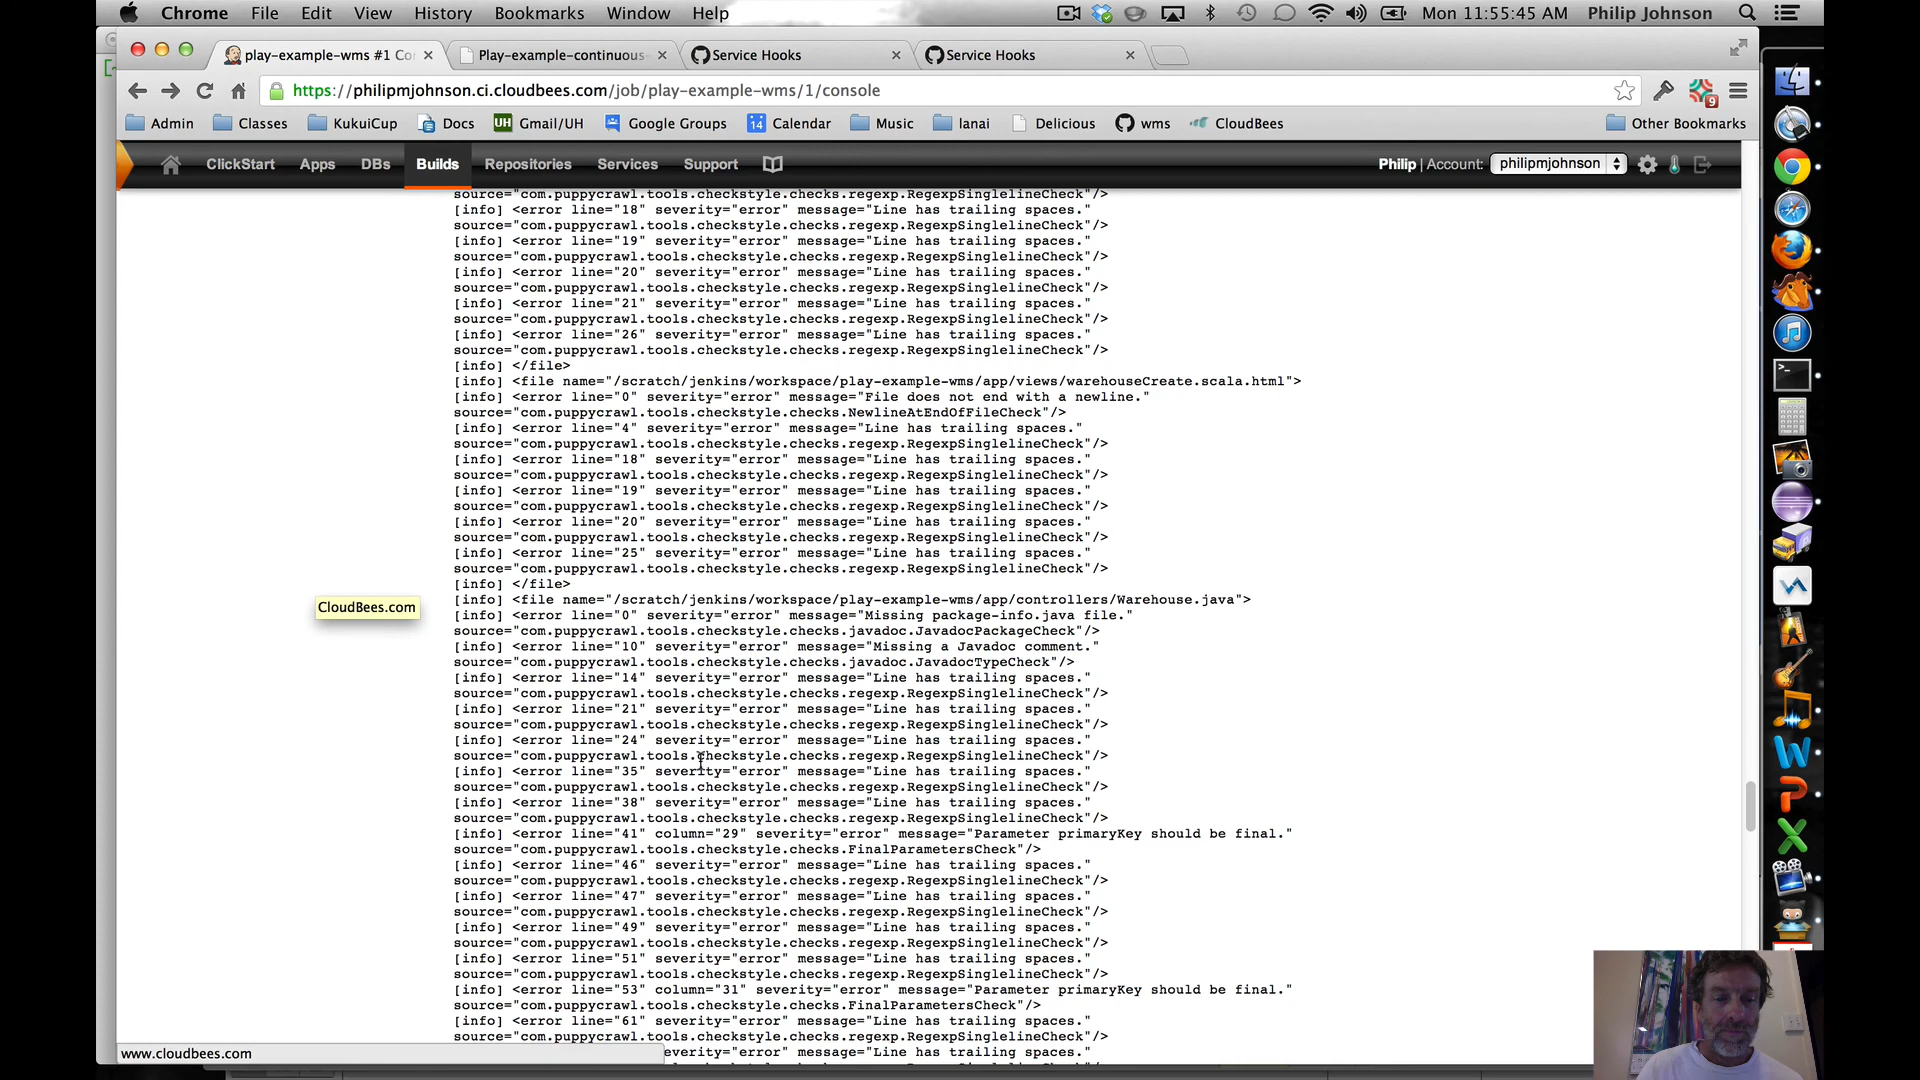 Chrome File Edit View History Bookmarks Window Help Mon 11:55:45 AM Philip Johnson
play-example-wms #1 Co Play-example-continuous- Service Hooks Service Hooks
https://philipmjohnson.ci.cloudbees.com/job/play-example-wms/1/console
9
Admin Classes KukuiCup Docs UH Gmail/UH Google Groups 14 Calendar Music lanai Delicious wms CloudBees Other Bookmarks
ClickStart Apps DBs Builds Repositories Services Support Philip | Account: philipmjohnson
source="com.puppycrawl.tools.checkstyle.checks.regexp.RegexpSinglelineCheck"/>
[info] <error line="18" severity="error" message="Line has trailing spaces."
source="com.puppycrawl.tools.checkstyle.checks.regexp.RegexpSinglelineCheck"/>
[info] <error line="19" severity="error" message="Line has trailing spaces."
source="com.puppycrawl.tools.checkstyle.checks.regexp.RegexpSinglelineCheck"/>
[info] <error line="20" severity="error" message="Line has trailing spaces."
source="com.puppycrawl.tools.checkstyle.checks.regexp.RegexpSinglelineCheck"/>
[info] <error line="21" severity="error" message="Line has trailing spaces."
source="com.puppycrawl.tools.checkstyle.checks.regexp.RegexpSinglelineCheck"/>
[info] <error line="26" severity="error" message="Line has trailing spaces."
source="com.puppycrawl.tools.checkstyle.checks.regexp.RegexpSinglelineCheck"/>
[info] </file>
[info] <file name="/scratch/jenkins/workspace/play-example-wms/app/views/warehouseCreate.scala.html">
[info] <error line="0" severity="error" message="File does not end with a newline."
source="com.puppycrawl.tools.checkstyle.checks.NewlineAtEndOfFileCheck"/>
[info] <error line="4" severity="error" message="Line has trailing spaces."
source="com.puppycrawl.tools.checkstyle.checks.regexp.RegexpSinglelineCheck"/>
[info] <error line="18" severity="error" message="Line has trailing spaces."
source="com.puppycrawl.tools.checkstyle.checks.regexp.RegexpSinglelineCheck"/>
[info] <error line="19" severity="error" message="Line has trailing spaces."
source="com.puppycrawl.tools.checkstyle.checks.regexp.RegexpSinglelineCheck"/>
[info] <error line="20" severity="error" message="Line has trailing spaces."
source="com.puppycrawl.tools.checkstyle.checks.regexp.RegexpSinglelineCheck"/>
[info] <error line="25" severity="error" message="Line has trailing spaces."
source="com.puppycrawl.tools.checkstyle.checks.regexp.RegexpSinglelineCheck"/>
[info] </file>
[info] <file name="/scratch/jenkins/workspace/play-example-wms/app/controllers/Warehouse.java">
CloudBees.com
[info] <error line="0" severity="error" message="Missing package-info.java file."
source="com.puppycrawl.tools.checkstyle.checks.javadoc.JavadocPackageCheck"/>
[info] <error line="10" severity="error" message="Missing a Javadoc comment."
source="com.puppycrawl.tools.checkstyle.checks.javadoc.JavadocTypeCheck"/>
[info] <error line="14" severity="error" message="Line has trailing spaces."
source="com.puppycrawl.tools.checkstyle.checks.regexp.RegexpSinglelineCheck"/>
[info] <error line="21" severity="error" message="Line has trailing spaces."
source="com.puppycrawl.tools.checkstyle.checks.regexp.RegexpSinglelineCheck"/>
[info] <error line="24" severity="error" message="Line has trailing spaces."
source="com.puppycrawl.tools.checkstyle.checks.regexp.RegexpSinglelineCheck"/>
[info] <error line="35" severity="error" message="Line has trailing spaces."
source="com.puppycrawl.tools.checkstyle.checks.regexp.RegexpSinglelineCheck"/>
[info] <error line="38" severity="error" message="Line has trailing spaces."
source="com.puppycrawl.tools.checkstyle.checks.regexp.RegexpSinglelineCheck"/>
[info] <error line="41" column="29" severity="error" message="Parameter primaryKey should be final."
source="com.puppycrawl.tools.checkstyle.checks.FinalParametersCheck"/>
[info] <error line="46" severity="error" message="Line has trailing spaces."
source="com.puppycrawl.tools.checkstyle.checks.regexp.RegexpSinglelineCheck"/>
[info] <error line="47" severity="error" message="Line has trailing spaces."
source="com.puppycrawl.tools.checkstyle.checks.regexp.RegexpSinglelineCheck"/>
[info] <error line="49" severity="error" message="Line has trailing spaces."
source="com.puppycrawl.tools.checkstyle.checks.regexp.RegexpSinglelineCheck"/>
[info] <error line="51" severity="error" message="Line has trailing spaces."
source="com.puppycrawl.tools.checkstyle.checks.regexp.RegexpSinglelineCheck"/>
[info] <error line="53" column="31" severity="error" message="Parameter primaryKey should be final."
source="com.puppycrawl.tools.checkstyle.checks.FinalParametersCheck"/>
[info] <error line="61" severity="error" message="Line has trailing spaces."
source="com.puppycrawl.tools.checkstyle.checks.regexp.RegexpSinglelineCheck"/>
www.cloudbees.com everity="error" message="Line has trailing spaces."